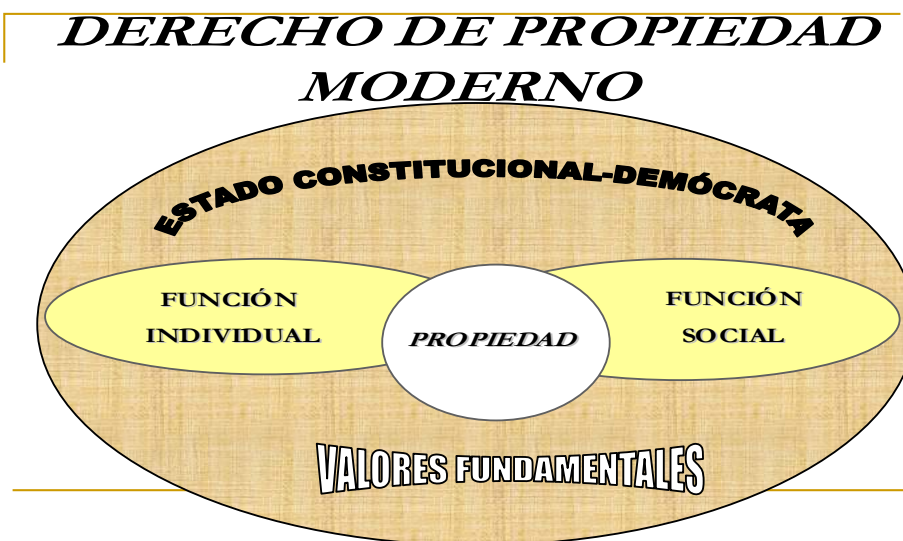 DERECHO DE PROPIEDAD
MODERNO
ESTADO CONSTITUCIONAL-DEMÓCRATA
FUNCIÓN
INDIVIDUAL
PROPIEDAD
FUNCIÓN
SOCIAL
VALORES FUNDAMENTALES